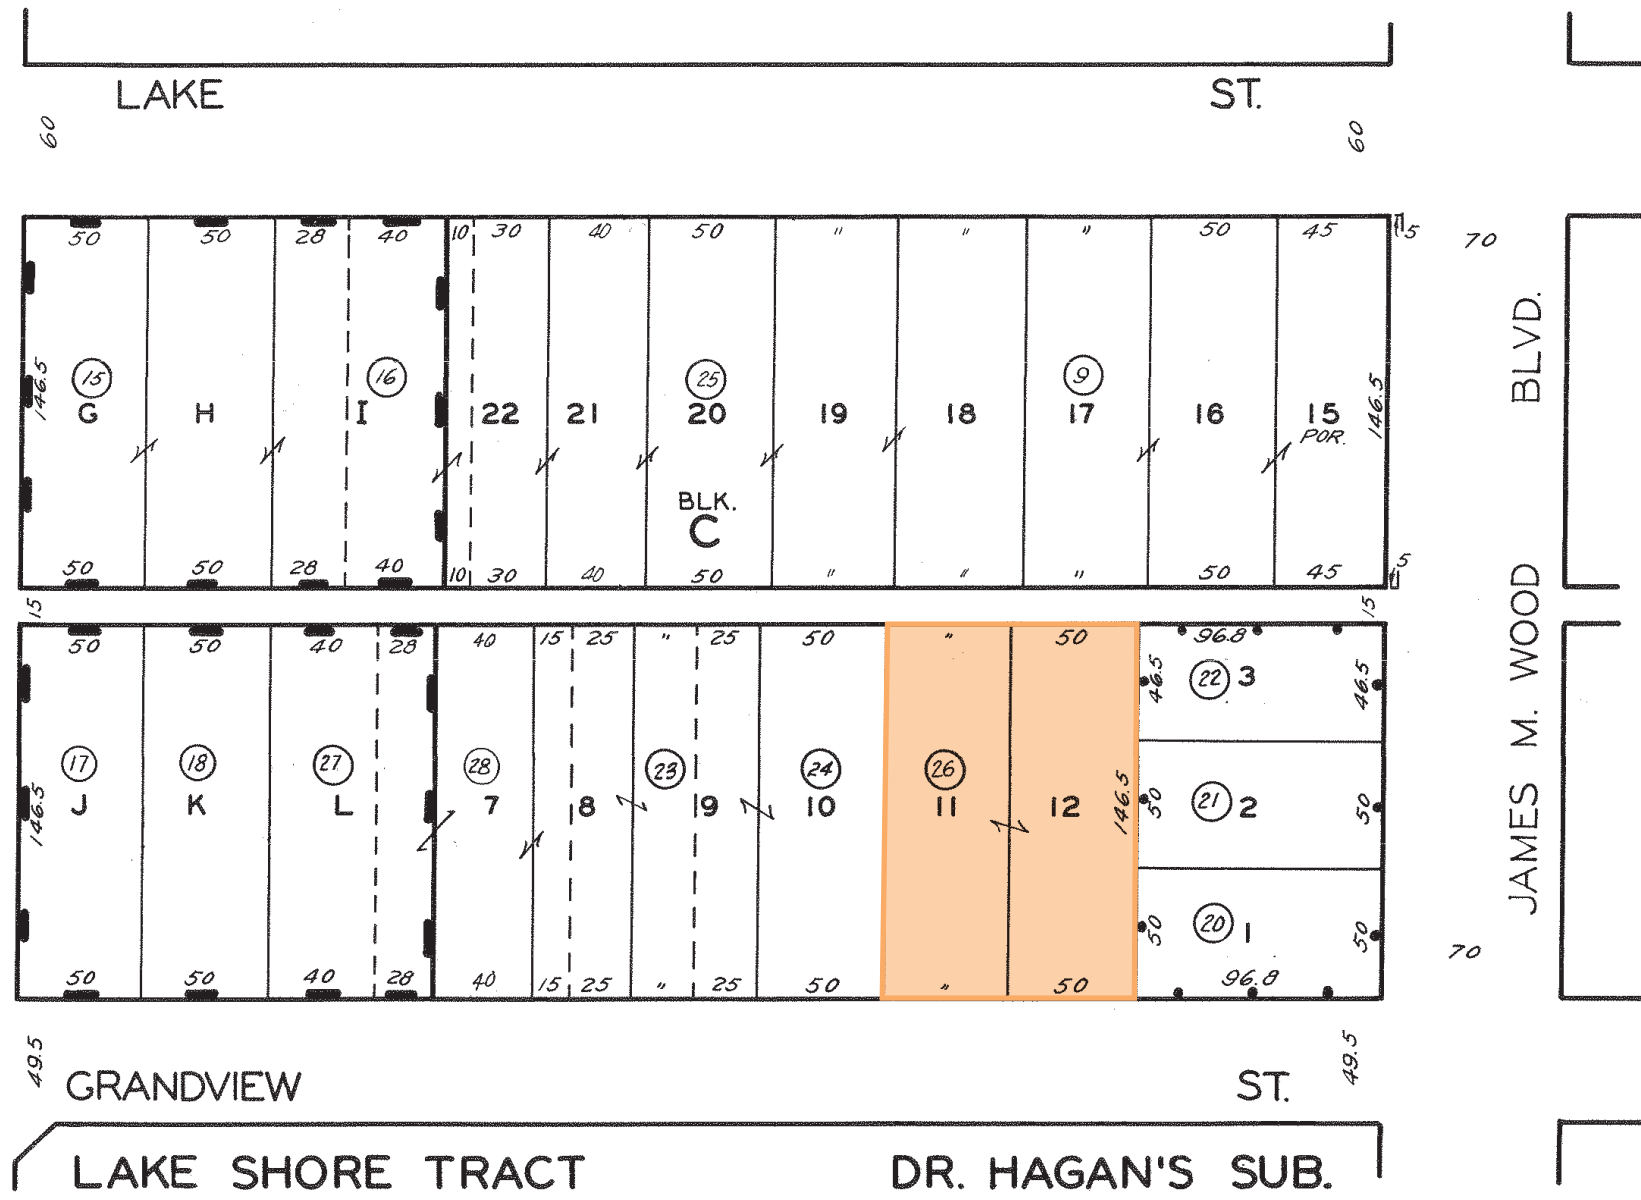 LAKE ST.
60 60
50 50 28 40 10 30 40 50 " " " 50 45 5 70
BLVD.
146.5 15 16 25 9 146.5
G H I 22 21 20 19 18 17 16 15
POR.
BLK.
C
50 50 28 40 10 30 40 50 " " " 50 45 5
15 15
JAMES M. WOOD
50 50 40 28 40 15 25 " 25 50 " 50 96.8
46.5 22 3 46.5
17 18 27 28 23 24 26
146.5 J K L 7 8 9 10 11 12 146.5 50 21 2 50
50 20 1 50
50 50 40 28 40 15 25 " 25 50 " 50 96.8
70
49.5 49.5
GRANDVIEW ST.
LAKE SHORE TRACT DR. HAGAN'S SUB.